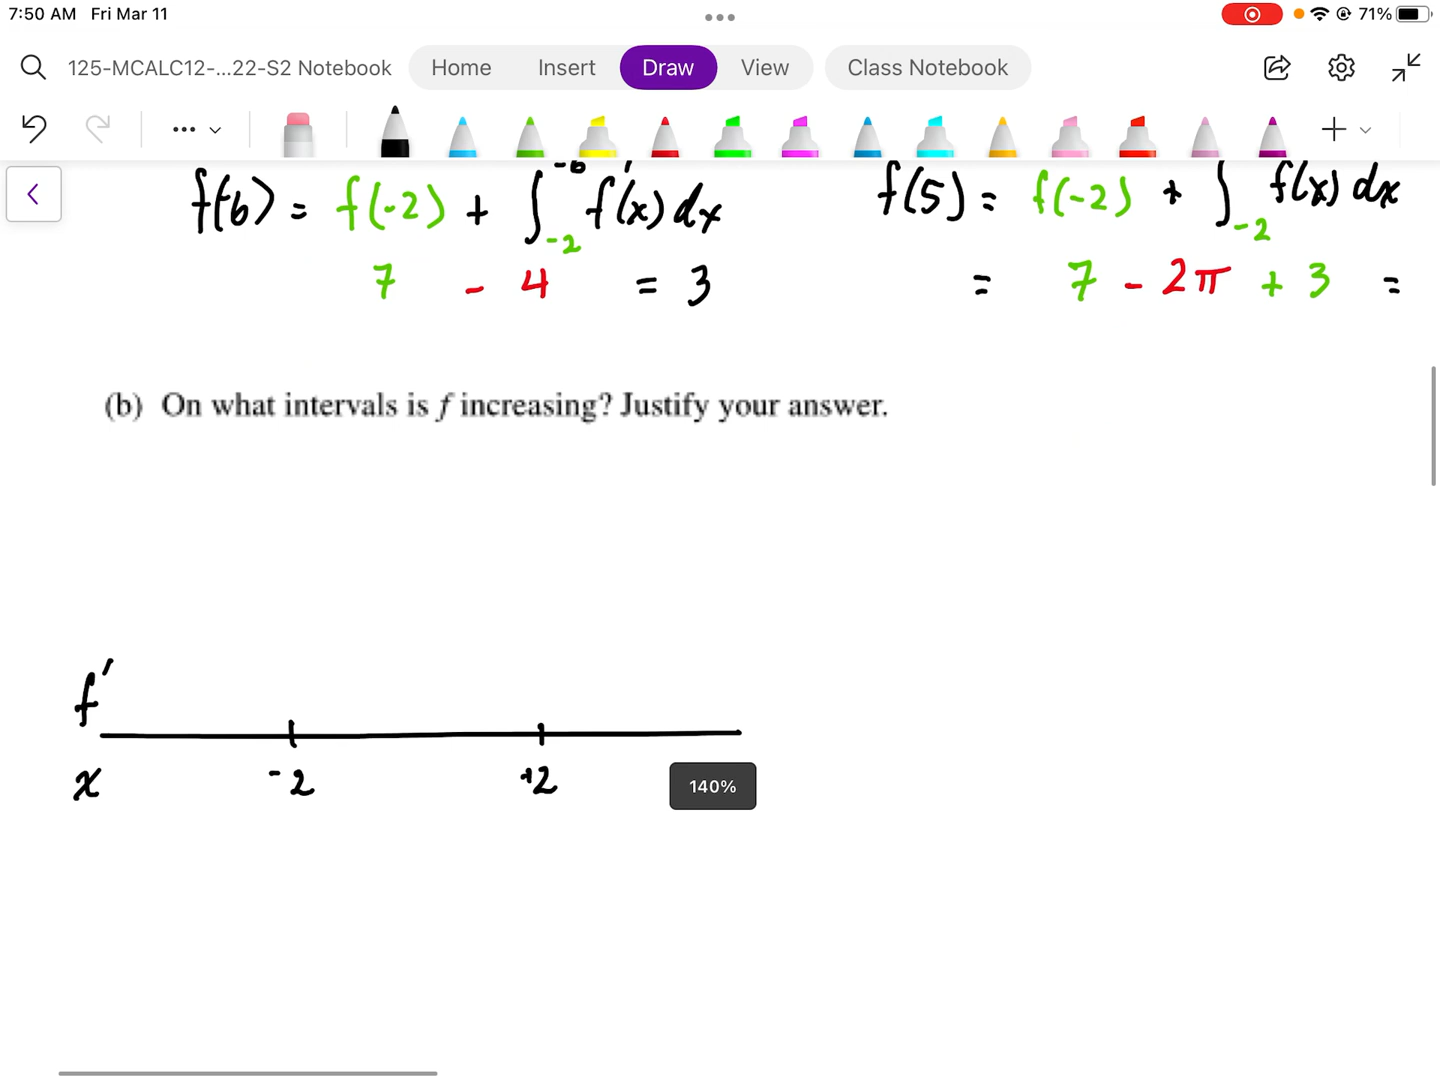 7:50 AM Fri Mar 11
71%
125-MCALC12-...22-S2 Notebook Home Insert Draw View Class Notebook
f(-6) = f(-2) + ∫_{-2}^{-6} f'(x) dx
7 - 4 = 3
f(5) = f(-2) + ∫_{-2} f(x) dx
= 7 - 2π + 3 =
(b) On what intervals is f increasing? Justify your answer.
f'
x -2 +2
140%